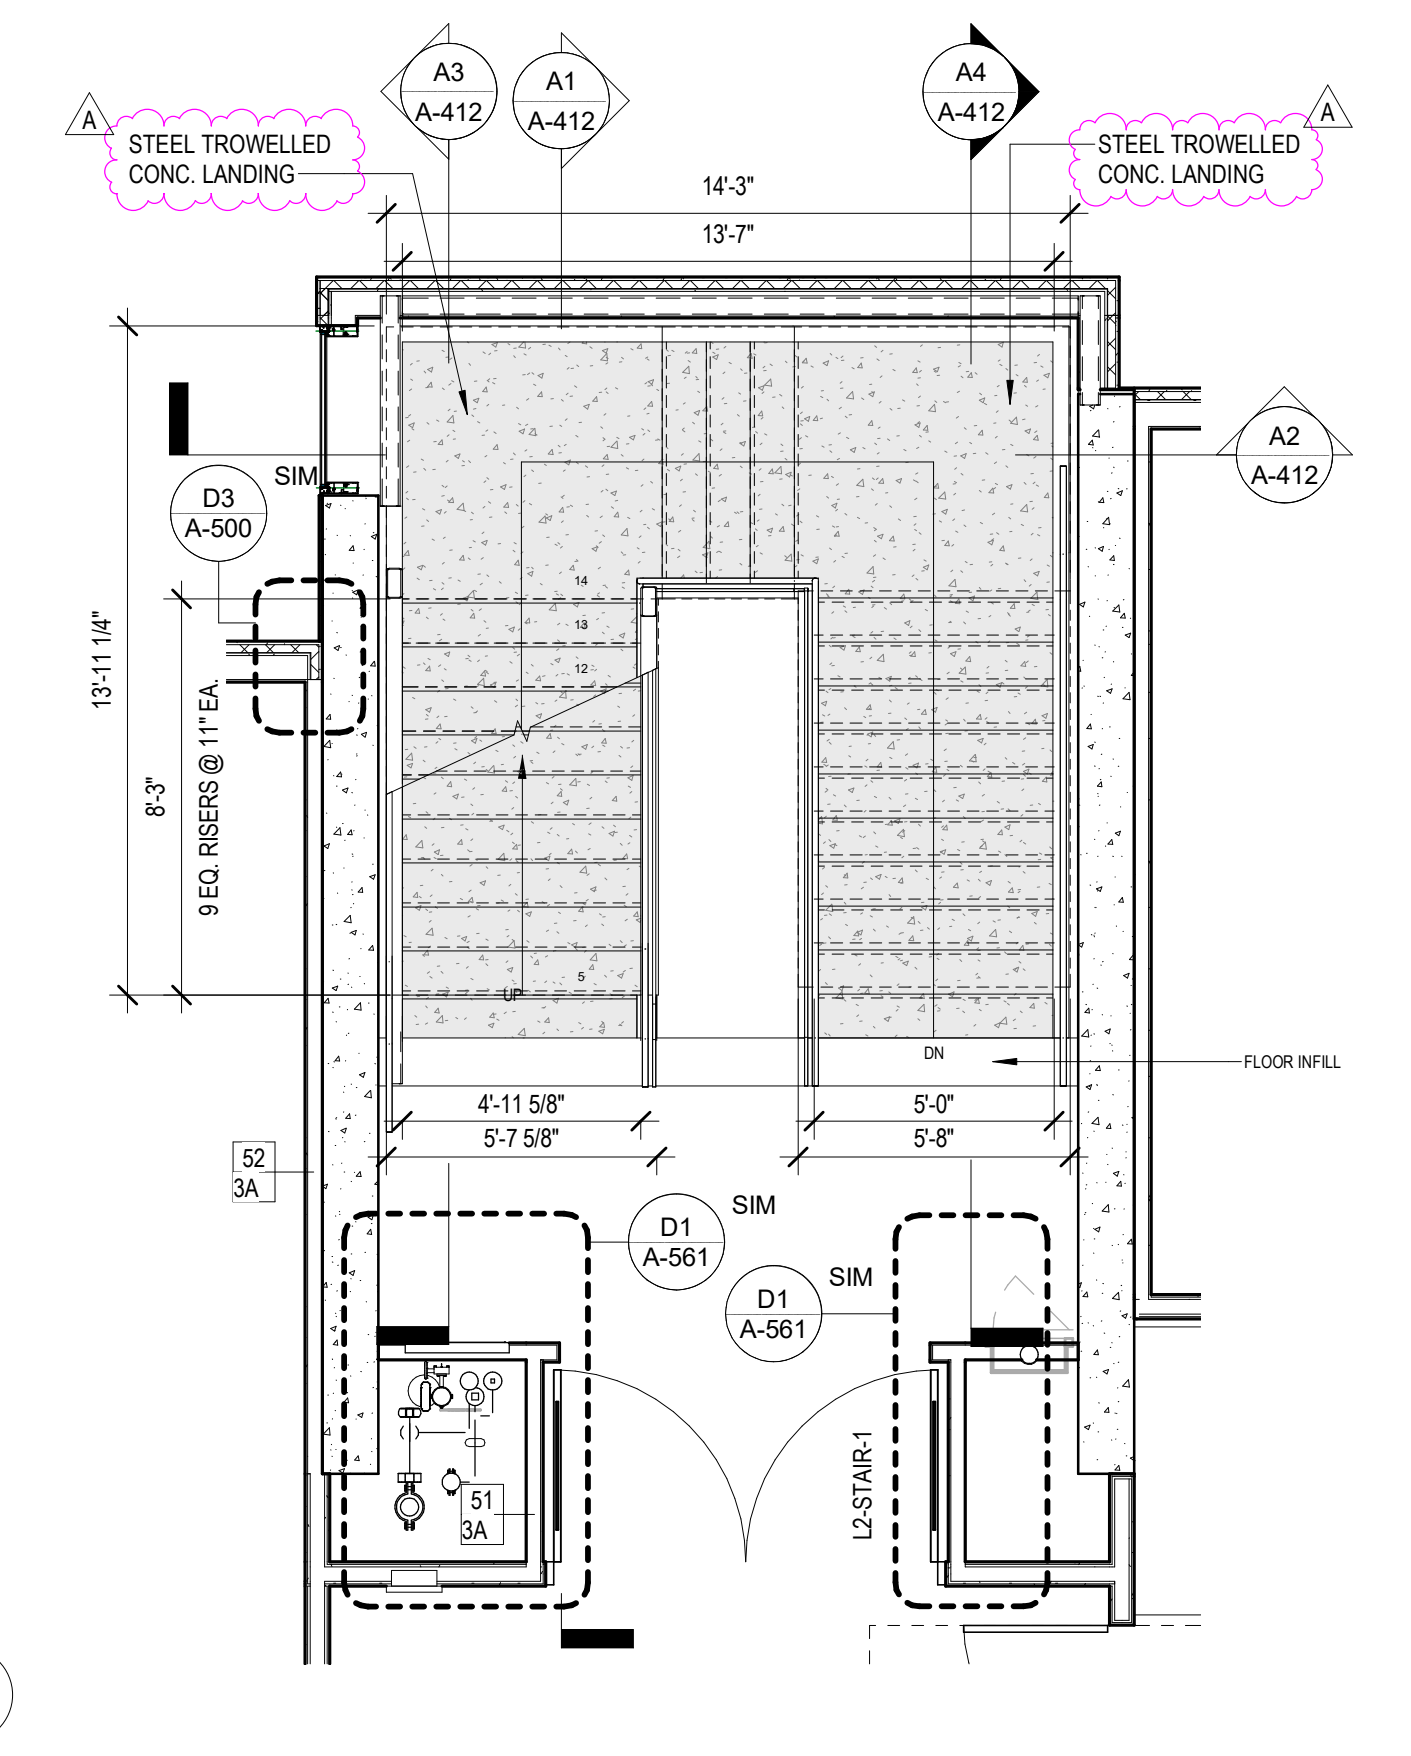 A3
A-412
A1
A-412
A4
A-412
A
STEEL TROWELLED
CONC. LANDING
A
STEEL TROWELLED
CONC. LANDING
14'-3"
13'-7"
A2
A-412
SIM
D3
A-500
13'-11 1/4"
8'-3"
9 EQ. RISERS @ 11" EA.
14
13
12
5
UP
DN
FLOOR INFILL
4'-11 5/8"
5'-7 5/8"
5'-0"
5'-8"
52
3A
D1
A-561
SIM
D1
A-561
SIM
L2-STAIR-1
51
3A